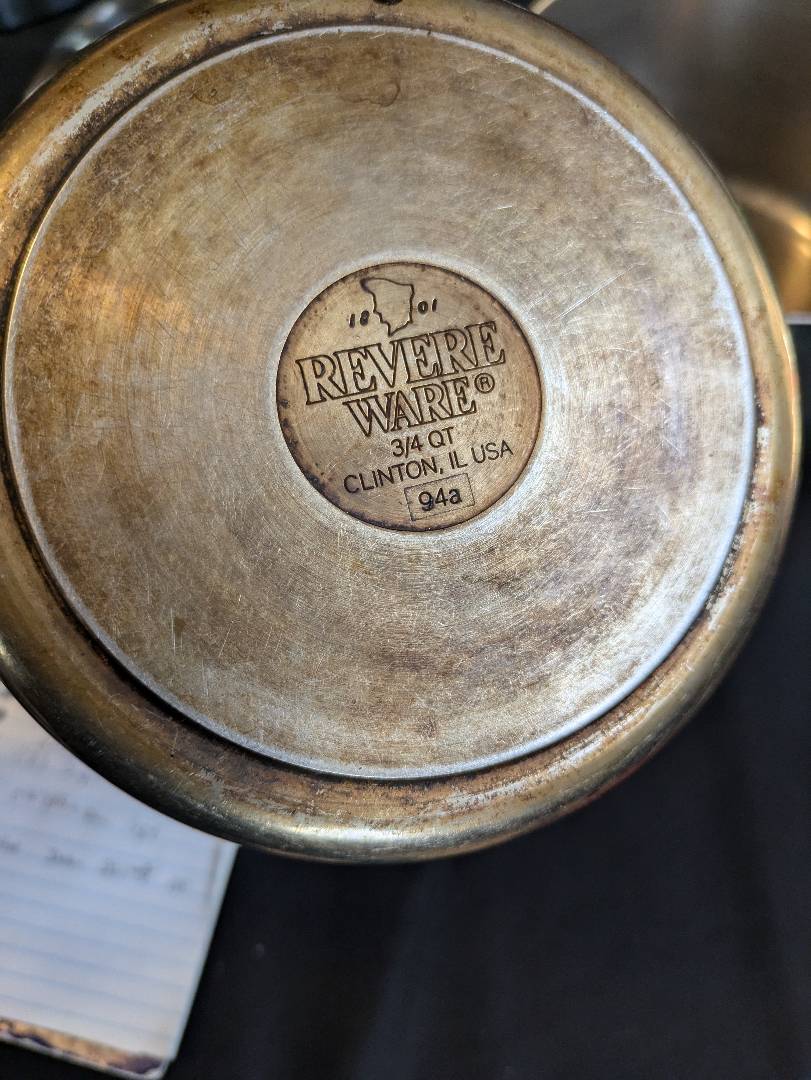 18 01
REVERE
WARE®
3/4 QT
CLINTON, IL USA
94a